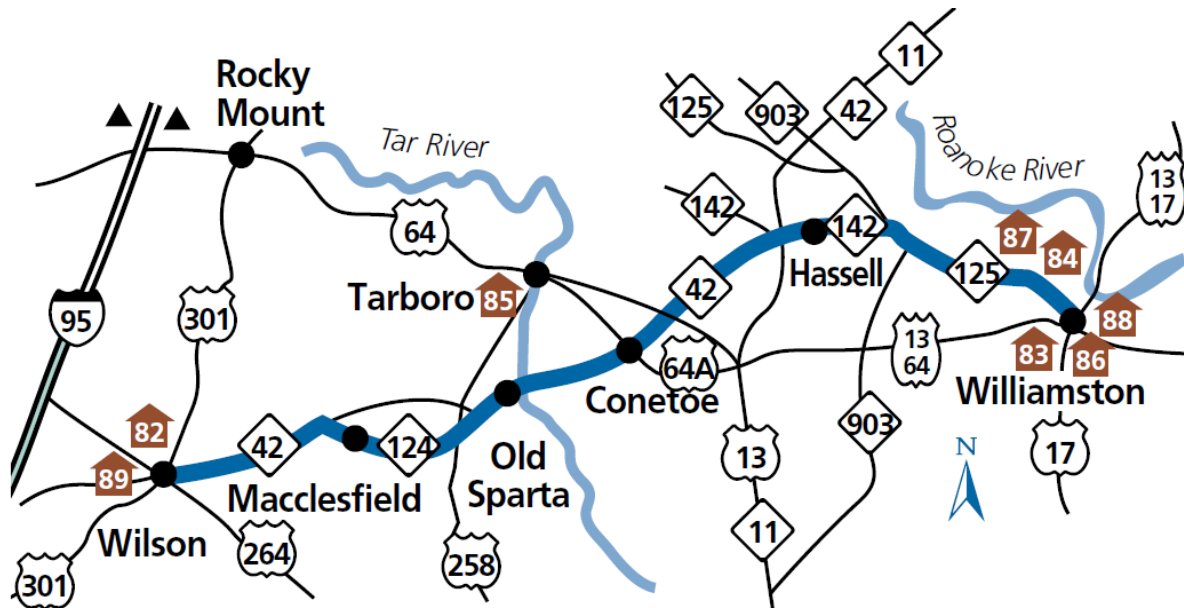 11
Rocky
Mount
125
903
42
Tar River
Roanoke River
13
17
142
64
142
87
84
Hassell
125
Tarboro
85
42
301
95
88
13
64
83
86
64A
Conetoe
Williamston
82
42
124
903
89
Macclesfield
Old
Sparta
13
17
N
Wilson
264
11
258
301